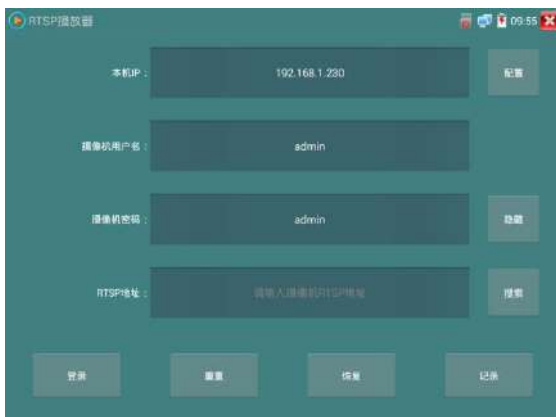 RTSP播放器 09:55
本机IP： 192.168.1.230 配置
摄像机用户名： admin
摄像机密码： admin 隐藏
RTSP地址： 请输入摄像机RTSP地址 搜索
登录 重置 恢复 记录